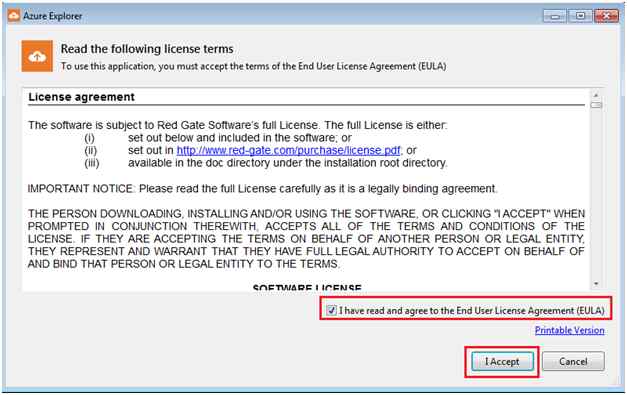 Azure Explorer
Read the following license terms
To use this application, you must accept the terms of the End User License Agreement (EULA)
License agreement
The software is subject to Red Gate Software's full License. The full License is either:
(i) set out below and included in the software; or
(ii) set out in http://www.red-gate.com/purchase/license.pdf; or
(iii) available in the doc directory under the installation root directory.
IMPORTANT NOTICE: Please read the full License carefully as it is a legally binding agreement.
THE PERSON DOWNLOADING, INSTALLING AND/OR USING THE SOFTWARE, OR CLICKING "I ACCEPT" WHEN
PROMPTED IN CONJUNCTION THEREWITH, ACCEPTS ALL OF THE TERMS AND CONDITIONS OF THE
LICENSE. IF THEY ARE ACCEPTING THE TERMS ON BEHALF OF ANOTHER PERSON OR LEGAL ENTITY,
THEY REPRESENT AND WARRANT THAT THEY HAVE FULL LEGAL AUTHORITY TO ACCEPT ON BEHALF OF
AND BIND THAT PERSON OR LEGAL ENTITY TO THE TERMS.
SOFTWARE LICENSE
I have read and agree to the End User License Agreement (EULA)
Printable Version
I Accept
Cancel